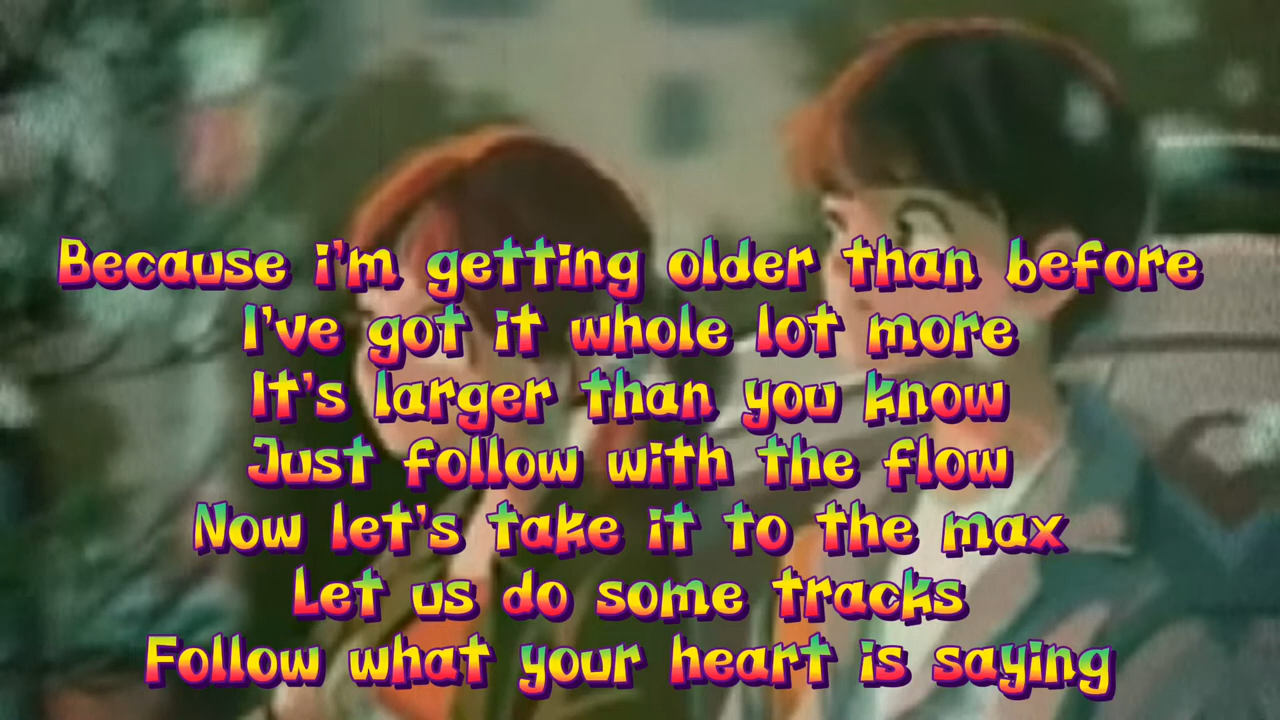 Because i'm getting older than before
I've got it whole lot more
It's larger than you know
Just follow with the flow
Now let's take it to the max
Let us do some tracks
Follow what your heart is saying